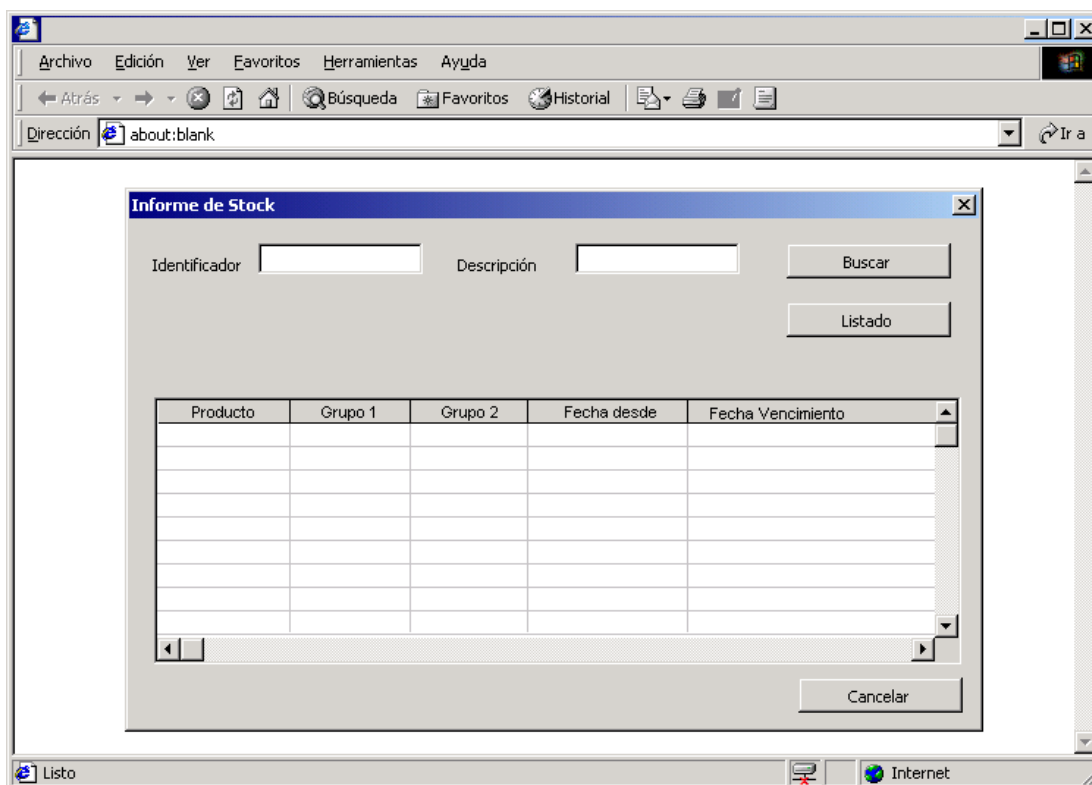 Archivo Edición Ver Favoritos Herramientas Ayuda
Atrás Búsqueda Favoritos Historial
Dirección about:blank Ir a
Informe de Stock
Identificador Descripción Buscar
Listado
Producto Grupo 1 Grupo 2 Fecha desde Fecha Vencimiento
Cancelar
Listo Internet